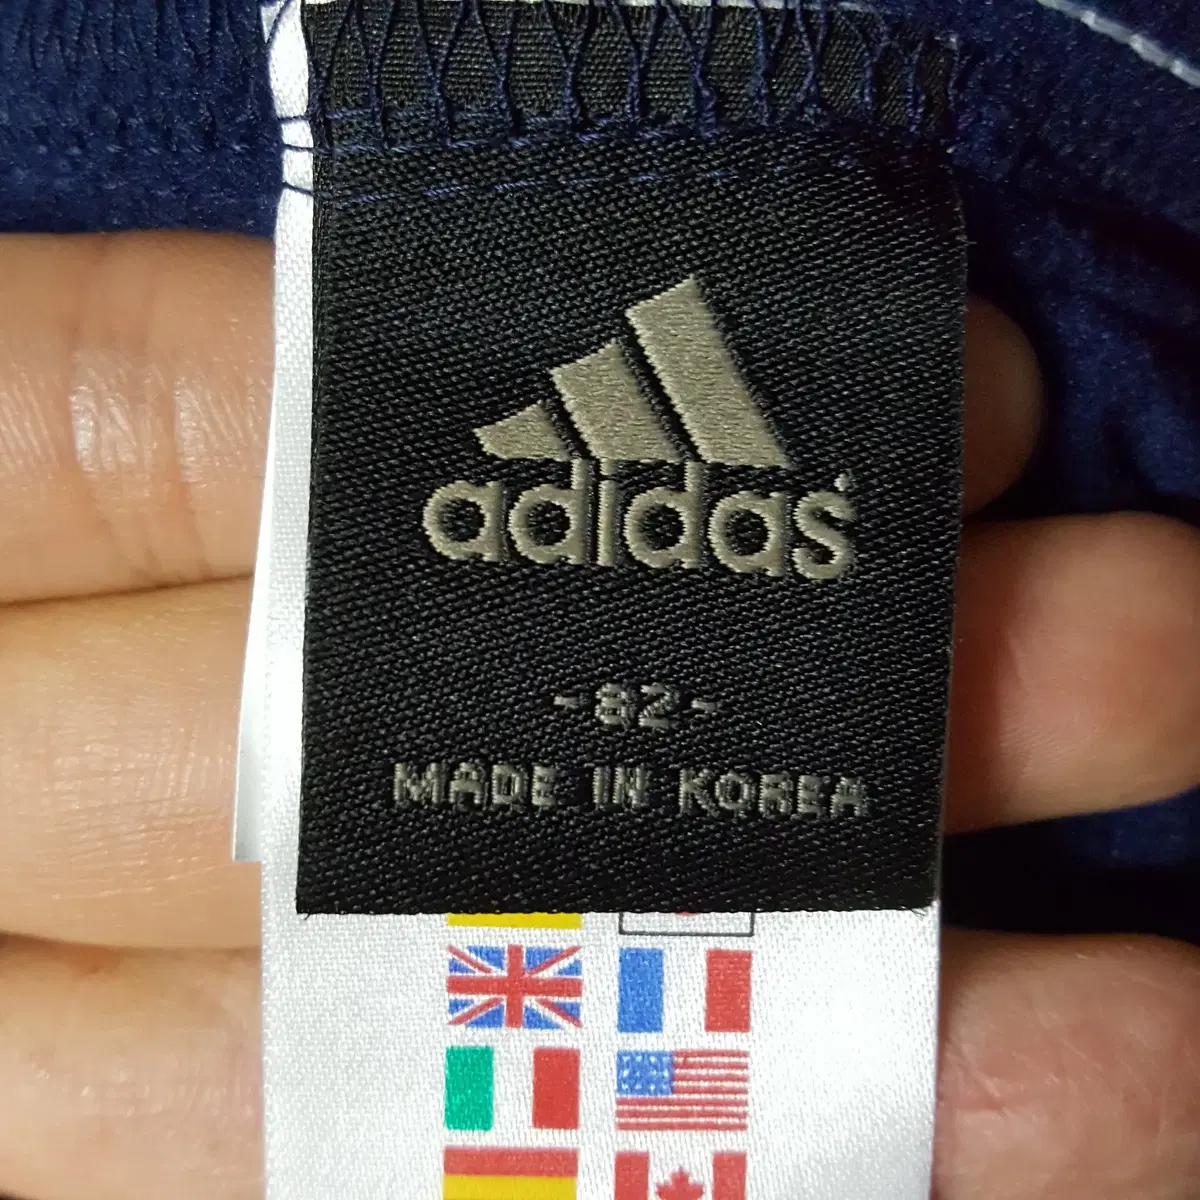 adidas
-82-
MADE IN KOREA